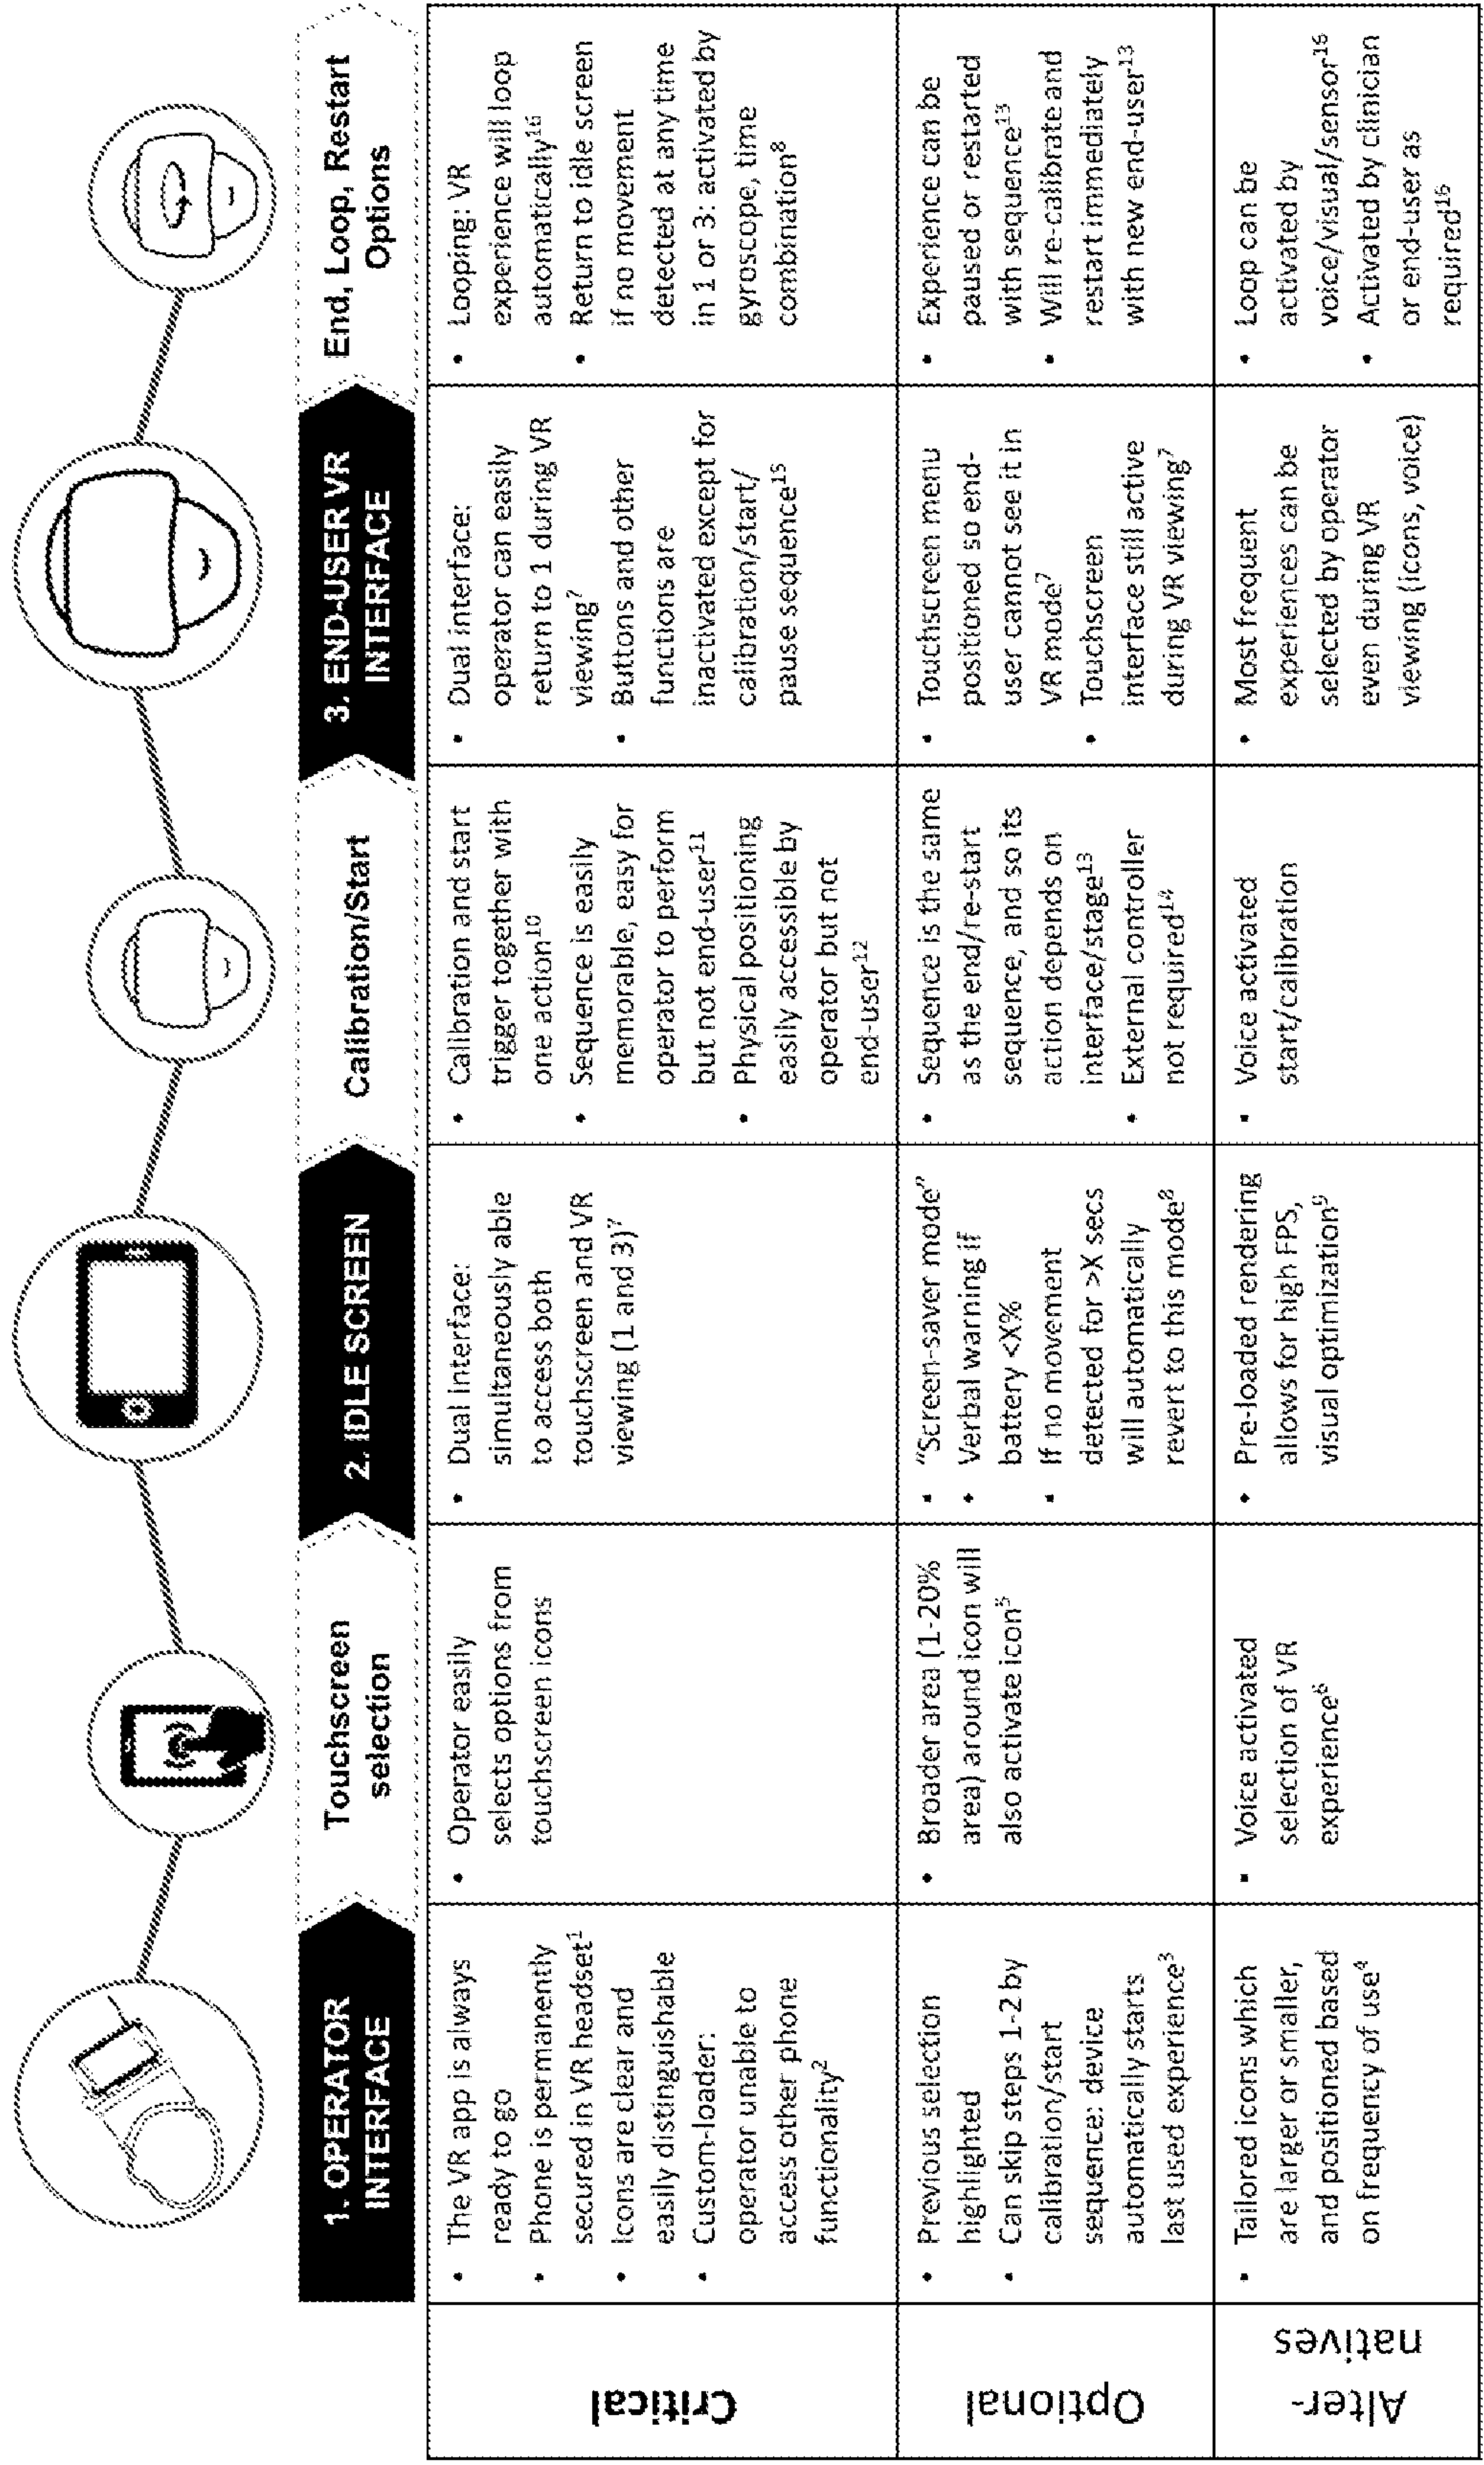 1. OPERATOR
INTERFACE
Touchscreen
selection
2. IDLE SCREEN
Calibration/Start
3. END-USER VR
INTERFACE
End, Loop, Restart
Options
Critical
• The VR app is always
ready to go
• Phone is permanently
secured in VR headset¹
• Icons are clear and
easily distinguishable
• Custom-loader:
operator unable to
access other phone
functionality²
• Operator easily
selects options from
touchscreen icons
• Dual interface:
simultaneously able
to access both
touchscreen and VR
viewing (1 and 3)⁷
• Calibration and start
trigger together with
one action¹⁰
• Sequence is easily
memorable, easy for
operator to perform
but not end-user¹¹
• Physical positioning
easily accessible by
operator but not
end-user¹²
• Dual interface:
operator can easily
return to 1 during VR
viewing⁷
• Buttons and other
functions are
inactivated except for
calibration/start/
pause sequence¹⁵
• Looping: VR
experience will loop
automatically¹⁶
• Return to idle screen
if no movement
detected at any time
in 1 or 3: activated by
gyroscope, time
combination⁸
Optional
• Previous selection
highlighted
• Can skip steps 1-2 by
calibration/start
sequence: device
automatically starts
last used experience³
• Broader area (1-20%
area) around icon will
also activate icon⁵
• “Screen-saver mode”
• Verbal warning if
battery <X%
• If no movement
detected for >X secs
will automatically
revert to this mode⁸
• Sequence is the same
as the end/re-start
sequence, and so its
action depends on
interface/stage¹³
• External controller
not required¹⁴
• Touchscreen menu
positioned so end-
user cannot see it in
VR mode⁷
• Touchscreen
interface still active
during VR viewing⁷
• Experience can be
paused or restarted
with sequence¹³
• Will re-calibrate and
restart immediately
with new end-user¹³
Alter-
natives
• Tailored icons which
are larger or smaller,
and positioned based
on frequency of use⁴
• Voice activated
selection of VR
experience⁶
• Pre-loaded rendering
allows for high FPS,
visual optimization⁹
• Voice activated
start/calibration
• Most frequent
experiences can be
selected by operator
even during VR
viewing (icons, voice)
• Loop can be
activated by
voice/visual/sensor¹⁶
• Activated by clinician
or end-user as
required¹⁶